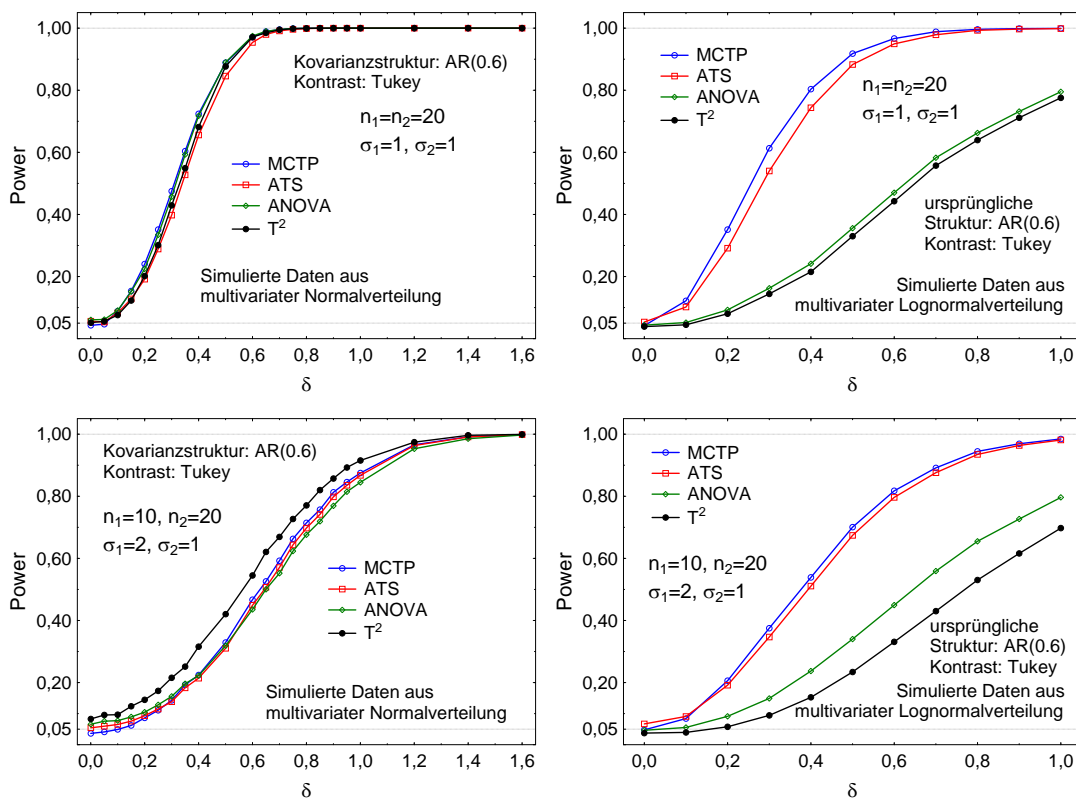 1,00
0,80
0,60
0,40
0,20
0,05
Power
Kovarianzstruktur: AR(0.6)
Kontrast: Tukey
n₁=n₂=20
σ₁=1, σ₂=1
MCTP
ATS
ANOVA
T²
Simulierte Daten aus
multivariater Normalverteilung
0,0 0,2 0,4 0,6 0,8 1,0 1,2 1,4 1,6
δ
1,00
0,80
0,60
0,40
0,20
0,05
Power
MCTP
ATS
ANOVA
T²
n₁=n₂=20
σ₁=1, σ₂=1
ursprüngliche
Struktur: AR(0.6)
Kontrast: Tukey
Simulierte Daten aus
multivariater Lognormalverteilung
0,0 0,2 0,4 0,6 0,8 1,0
δ
1,00
0,80
0,60
0,40
0,20
0,05
Power
Kovarianzstruktur: AR(0.6)
Kontrast: Tukey
n₁=10, n₂=20
σ₁=2, σ₂=1
MCTP
ATS
ANOVA
T²
Simulierte Daten aus
multivariater Normalverteilung
0,0 0,2 0,4 0,6 0,8 1,0 1,2 1,4 1,6
δ
1,00
0,80
0,60
0,40
0,20
0,05
Power
MCTP
ATS
ANOVA
T²
n₁=10, n₂=20
σ₁=2, σ₂=1
ursprüngliche
Struktur: AR(0.6)
Kontrast: Tukey
Simulierte Daten aus
multivariater Lognormalverteilung
0,0 0,2 0,4 0,6 0,8 1,0
δ